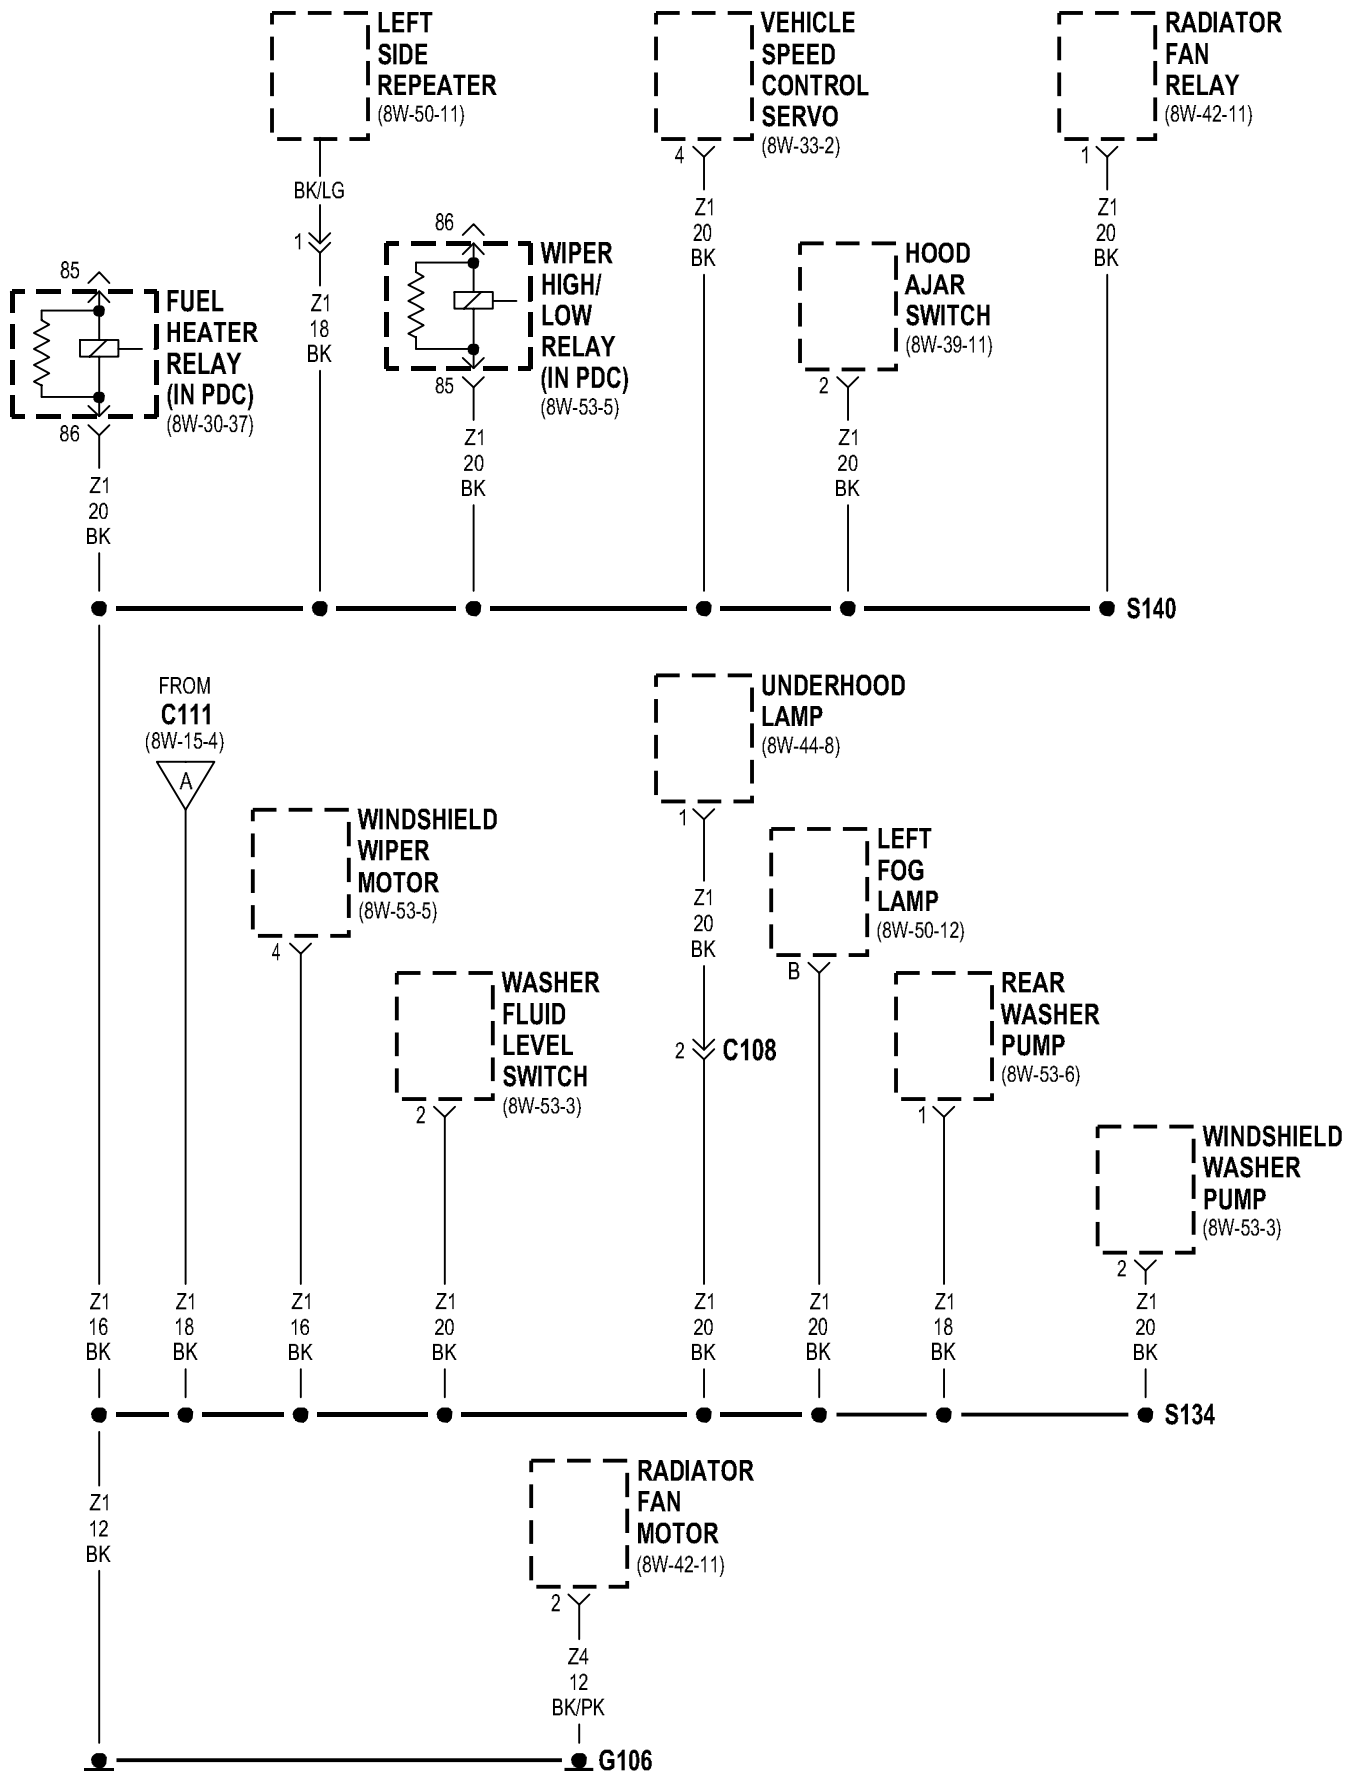 LEFT
SIDE
REPEATER
(8W-50-11)
BK/LG
1
Z1
18
BK
VEHICLE
SPEED
CONTROL
SERVO
(8W-33-2)
4
Z1
20
BK
RADIATOR
FAN
RELAY
(8W-42-11)
1
Z1
20
BK
85
FUEL
HEATER
RELAY
(IN PDC)
(8W-30-37)
86
Z1
20
BK
86
WIPER
HIGH/
LOW
RELAY
(IN PDC)
(8W-53-5)
85
Z1
20
BK
HOOD
AJAR
SWITCH
(8W-39-11)
2
Z1
20
BK
S140
FROM
C111
(8W-15-4)
A
WINDSHIELD
WIPER
MOTOR
(8W-53-5)
4
WASHER
FLUID
LEVEL
SWITCH
(8W-53-3)
2
UNDERHOOD
LAMP
(8W-44-8)
1
Z1
20
BK
2 C108
LEFT
FOG
LAMP
(8W-50-12)
B
REAR
WASHER
PUMP
(8W-53-6)
1
WINDSHIELD
WASHER
PUMP
(8W-53-3)
2
Z1
16
BK
Z1
18
BK
Z1
16
BK
Z1
20
BK
Z1
20
BK
Z1
20
BK
Z1
18
BK
Z1
20
BK
S134
Z1
12
BK
RADIATOR
FAN
MOTOR
(8W-42-11)
2
Z4
12
BK/PK
G106